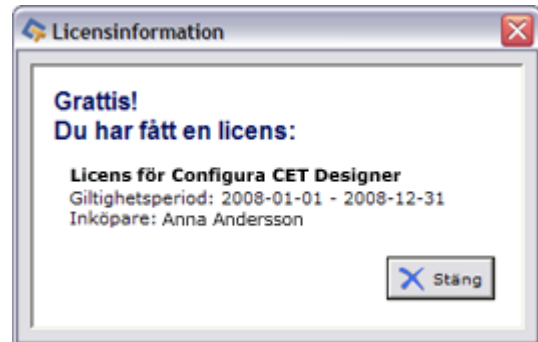 Licensinformation
Grattis!
Du har fått en licens:
Licens för Configura CET Designer
Giltighetsperiod: 2008-01-01 - 2008-12-31
Inköpare: Anna Andersson
Stäng